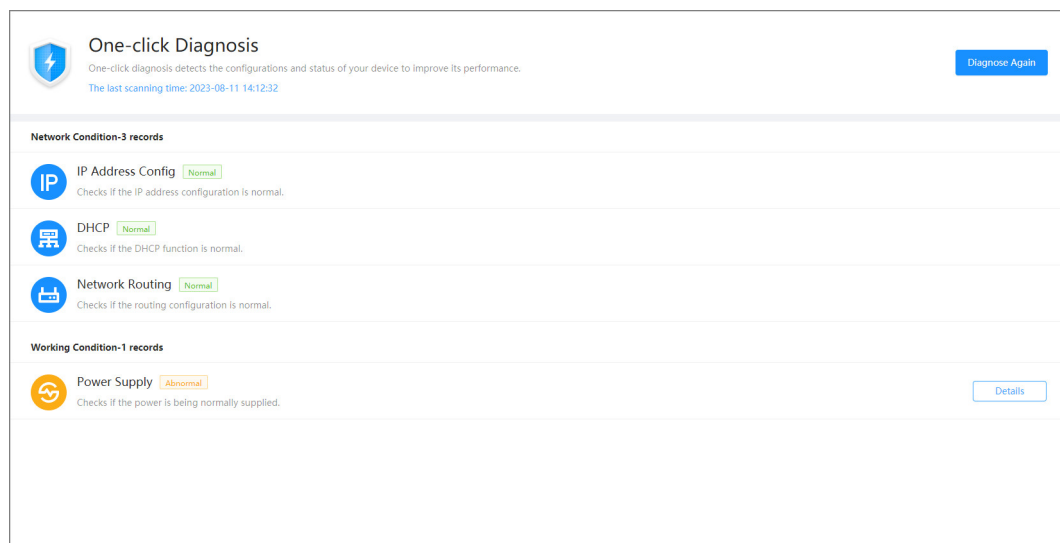 One-click Diagnosis
One-click diagnosis detects the configurations and status of your device to improve its performance.
Diagnose Again
The last scanning time: 2023-08-11 14:12:32
Network Condition-3 records
IP
IP Address Config Normal
Checks if the IP address configuration is normal.
DHCP Normal
Checks if the DHCP function is normal.
Network Routing Normal
Checks if the routing configuration is normal.
Working Condition-1 records
Power Supply Abnormal
Checks if the power is being normally supplied.
Details